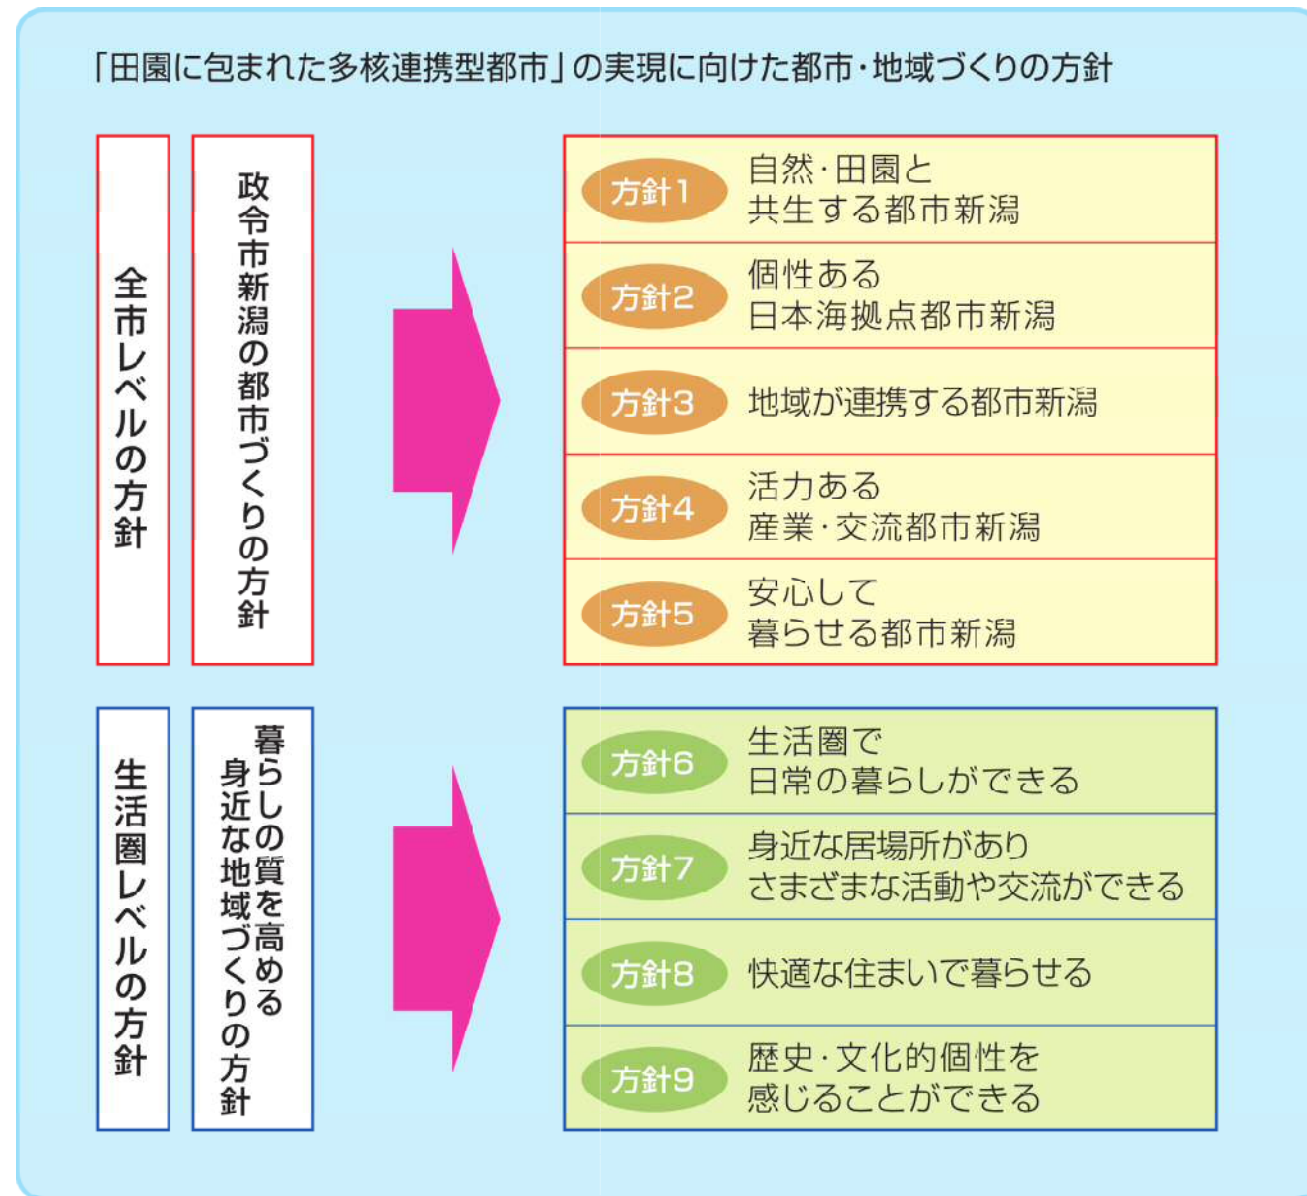 「田園に包まれた多核連携型都市」の実現に向けた都市・地域づくりの方針
全市レベルの方針
政令市新潟の都市づくりの方針
方針1
自然・田園と
共生する都市新潟
方針2
個性ある
日本海拠点都市新潟
方針3
地域が連携する都市新潟
方針4
活力ある
産業・交流都市新潟
方針5
安心して
暮らせる都市新潟
生活圏レベルの方針
暮らしの質を高める
身近な地域づくりの方針
方針6
生活圏で
日常の暮らしができる
方針7
身近な居場所があり
さまざまな活動や交流ができる
方針8
快適な住まいで暮らせる
方針9
歴史・文化的個性を
感じることができる